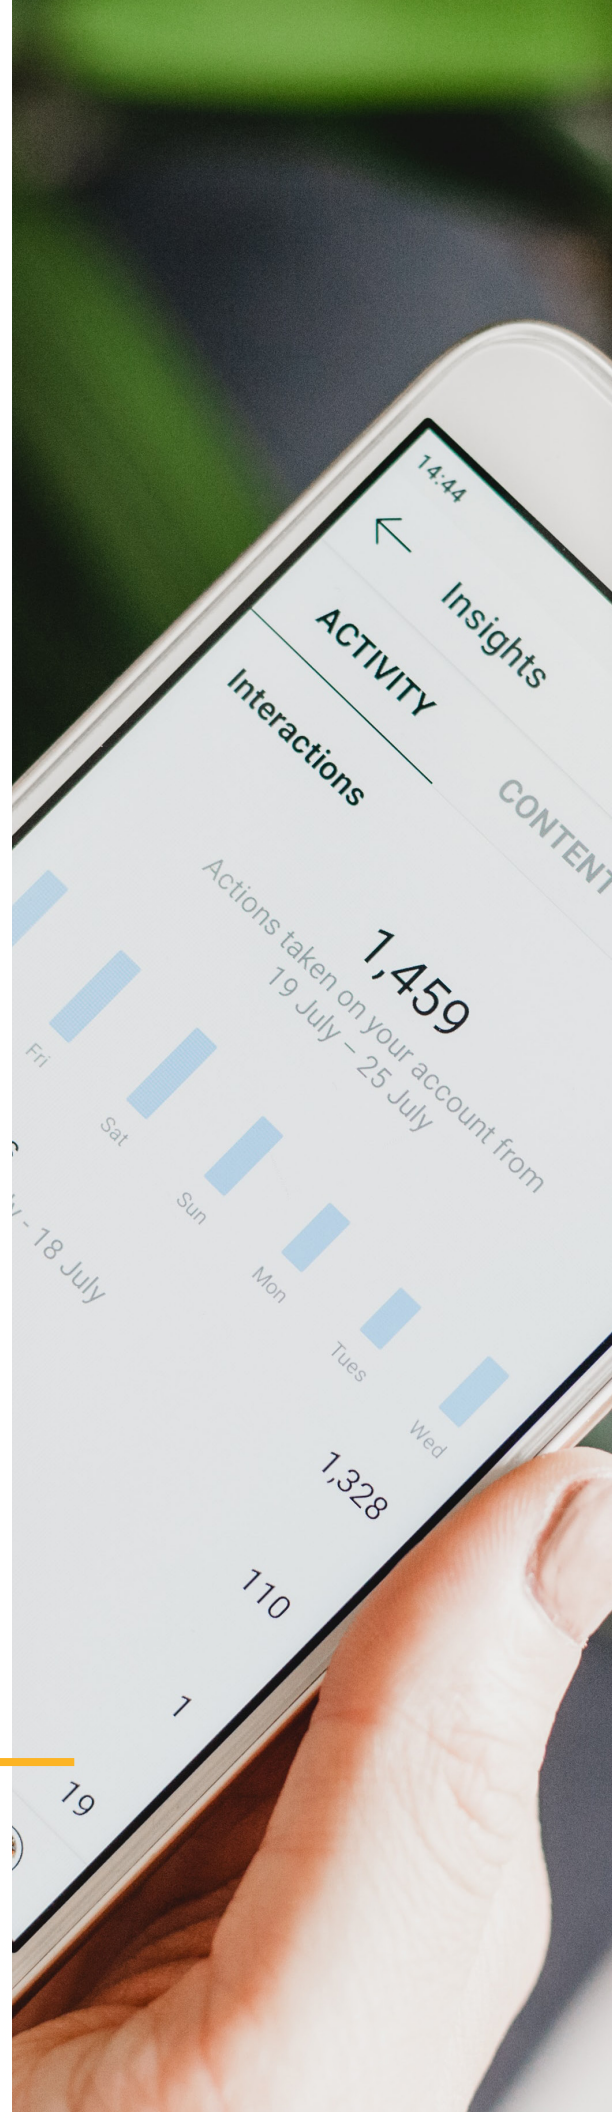 14:44
Insights
ACTIVITY
CONTENT
Interactions
1,459
Actions taken on your account from
19 July – 25 July
Fri
Sat
Sun
Mon
Tues
Wed
- 18 July
1,328
110
1
19